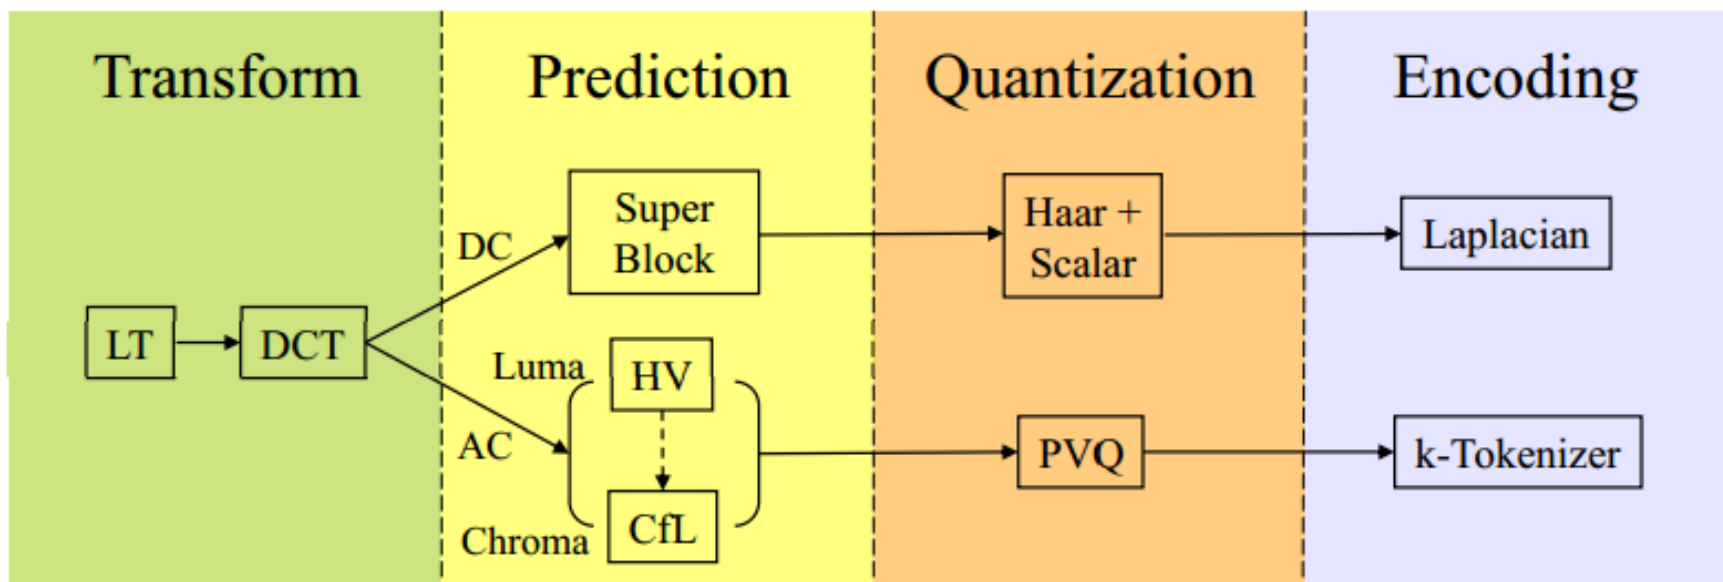 Transform
Prediction
Quantization
Encoding
LT
DCT
DC
AC
Super
Block
Luma
HV
Chroma
CfL
Haar +
Scalar
PVQ
Laplacian
k-Tokenizer